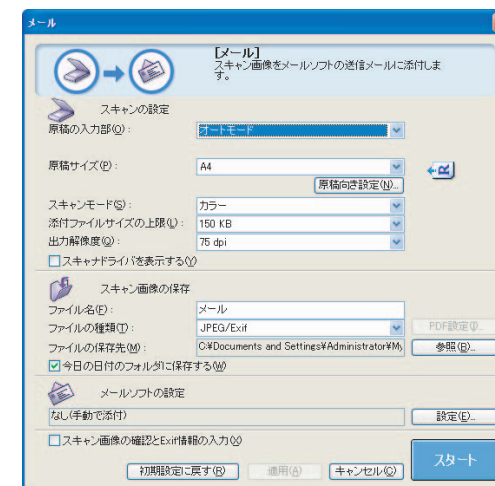 メール
[メール]
スキャン画像をメールソフトの送信メールに添付しま
す。
スキャンの設定
原稿の入力部(O):
オートモード
原稿サイズ(P):
A4
原稿向き設定(N)...
スキャンモード(S):
カラー
添付ファイルサイズの上限(L):
150 KB
出力解像度(Q):
75 dpi
スキャナドライバを表示する(Y)
スキャン画像の保存
ファイル名(F):
メール
ファイルの種類(T):
JPEG/Exif
PDF設定(J)...
ファイルの保存先(M):
C:¥Documents and Settings¥Administrator¥My
参照(B)...
今日の日付のフォルダに保存する(W)
メールソフトの設定
なし(手動で添付)
設定(E)...
スキャン画像の確認とExif情報の入力(X)
スタート
初期設定に戻す(R)
適用(A)
キャンセル(C)